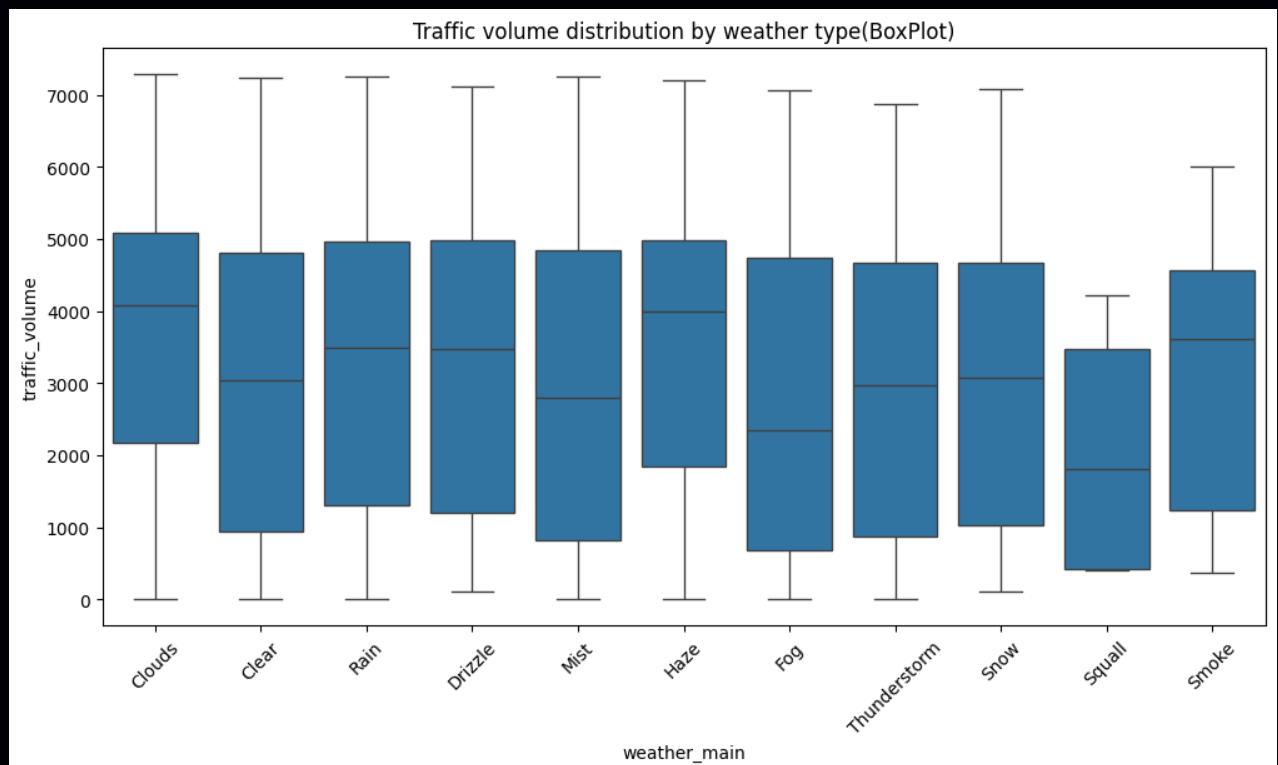 Traffic volume distribution by weather type(BoxPlot)
7000
6000
5000
4000
3000
2000
1000
0
traffic_volume
Clouds
Clear
Rain
Drizzle
Mist
Haze
Fog
Thunderstorm
Snow
Squall
Smoke
weather_main